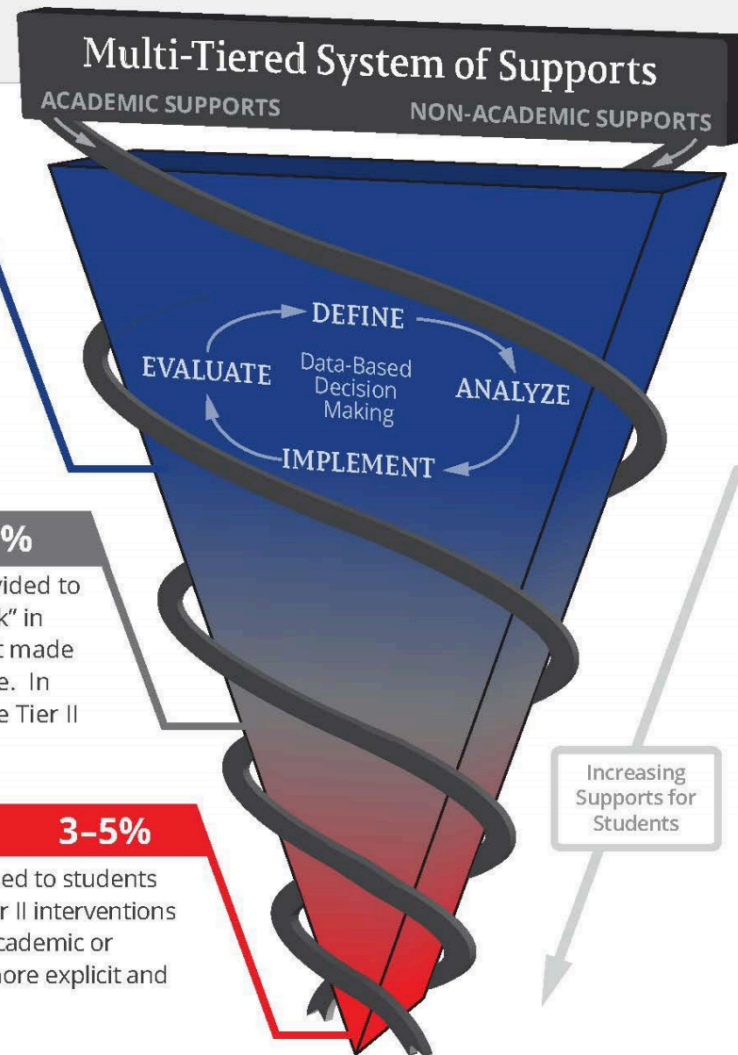 Multi-Tiered System of Supports
ACADEMIC SUPPORTS
NON-ACADEMIC SUPPORTS
DEFINE
EVALUATE
Data-Based
Decision
Making
ANALYZE
IMPLEMENT
%
vided to
k” in
t made
e. In
e Tier II
Increasing
Supports for
Students
3–5%
sed to students
r II interventions
cademic or
more explicit and